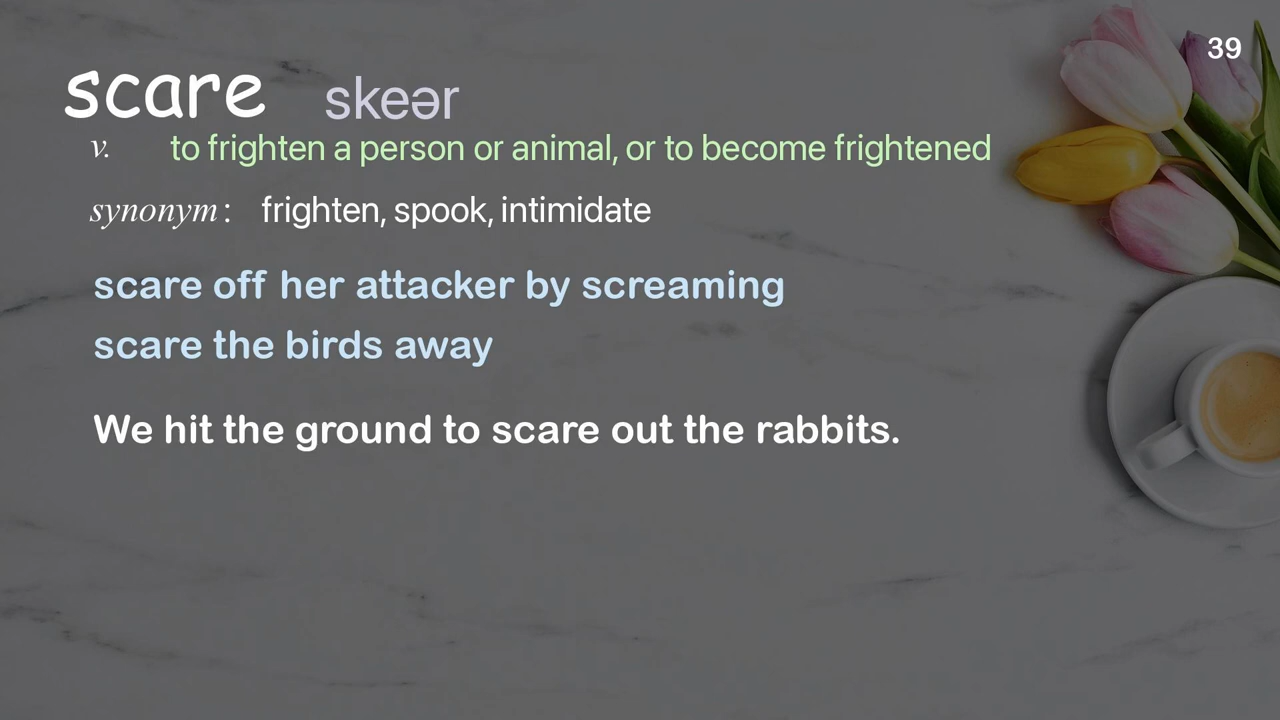 39
scare skeər
v. to frighten a person or animal, or to become frightened
synonym: frighten, spook, intimidate
scare off her attacker by screaming
scare the birds away
We hit the ground to scare out the rabbits.